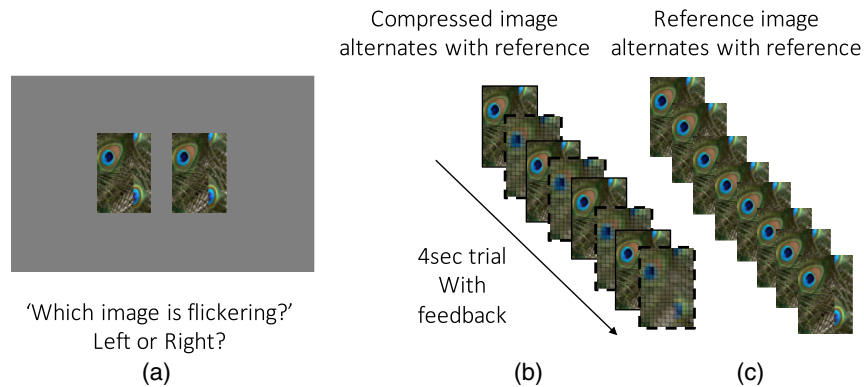 Compressed image
alternates with reference
Reference image
alternates with reference
‘Which image is flickering?’
Left or Right?
4sec trial
With
feedback
(a)
(b)
(c)